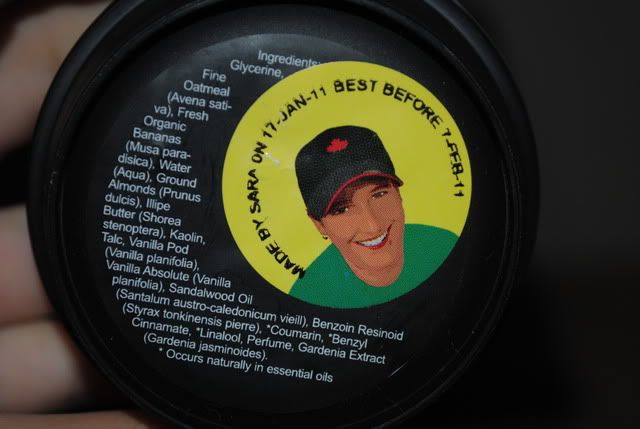 Ingredients:
Fine Glycerine,
Oatmeal
(Avena sati-
va), Fresh
Organic
Bananas
(Musa para-
disica), Water
(Aqua), Ground
Almonds (Prunus
dulcis), Illipe
Butter (Shorea
stenoptera), Kaolin,
Talc, Vanilla Pod
(Vanilla planifolia),
Vanilla Absolute (Vanilla
planifolia), Sandalwood Oil
(Santalum austro-caledonicum vieill), Benzoin Resinoid
(Styrax tonkinensis pierre), *Coumarin, *Benzyl
Cinnamate, *Linalool, Perfume, Gardenia Extract
(Gardenia jasminoides).
* Occurs naturally in essential oils
MADE BY SARA ON 17-JAN-11 BEST BEFORE 7-FEB-11